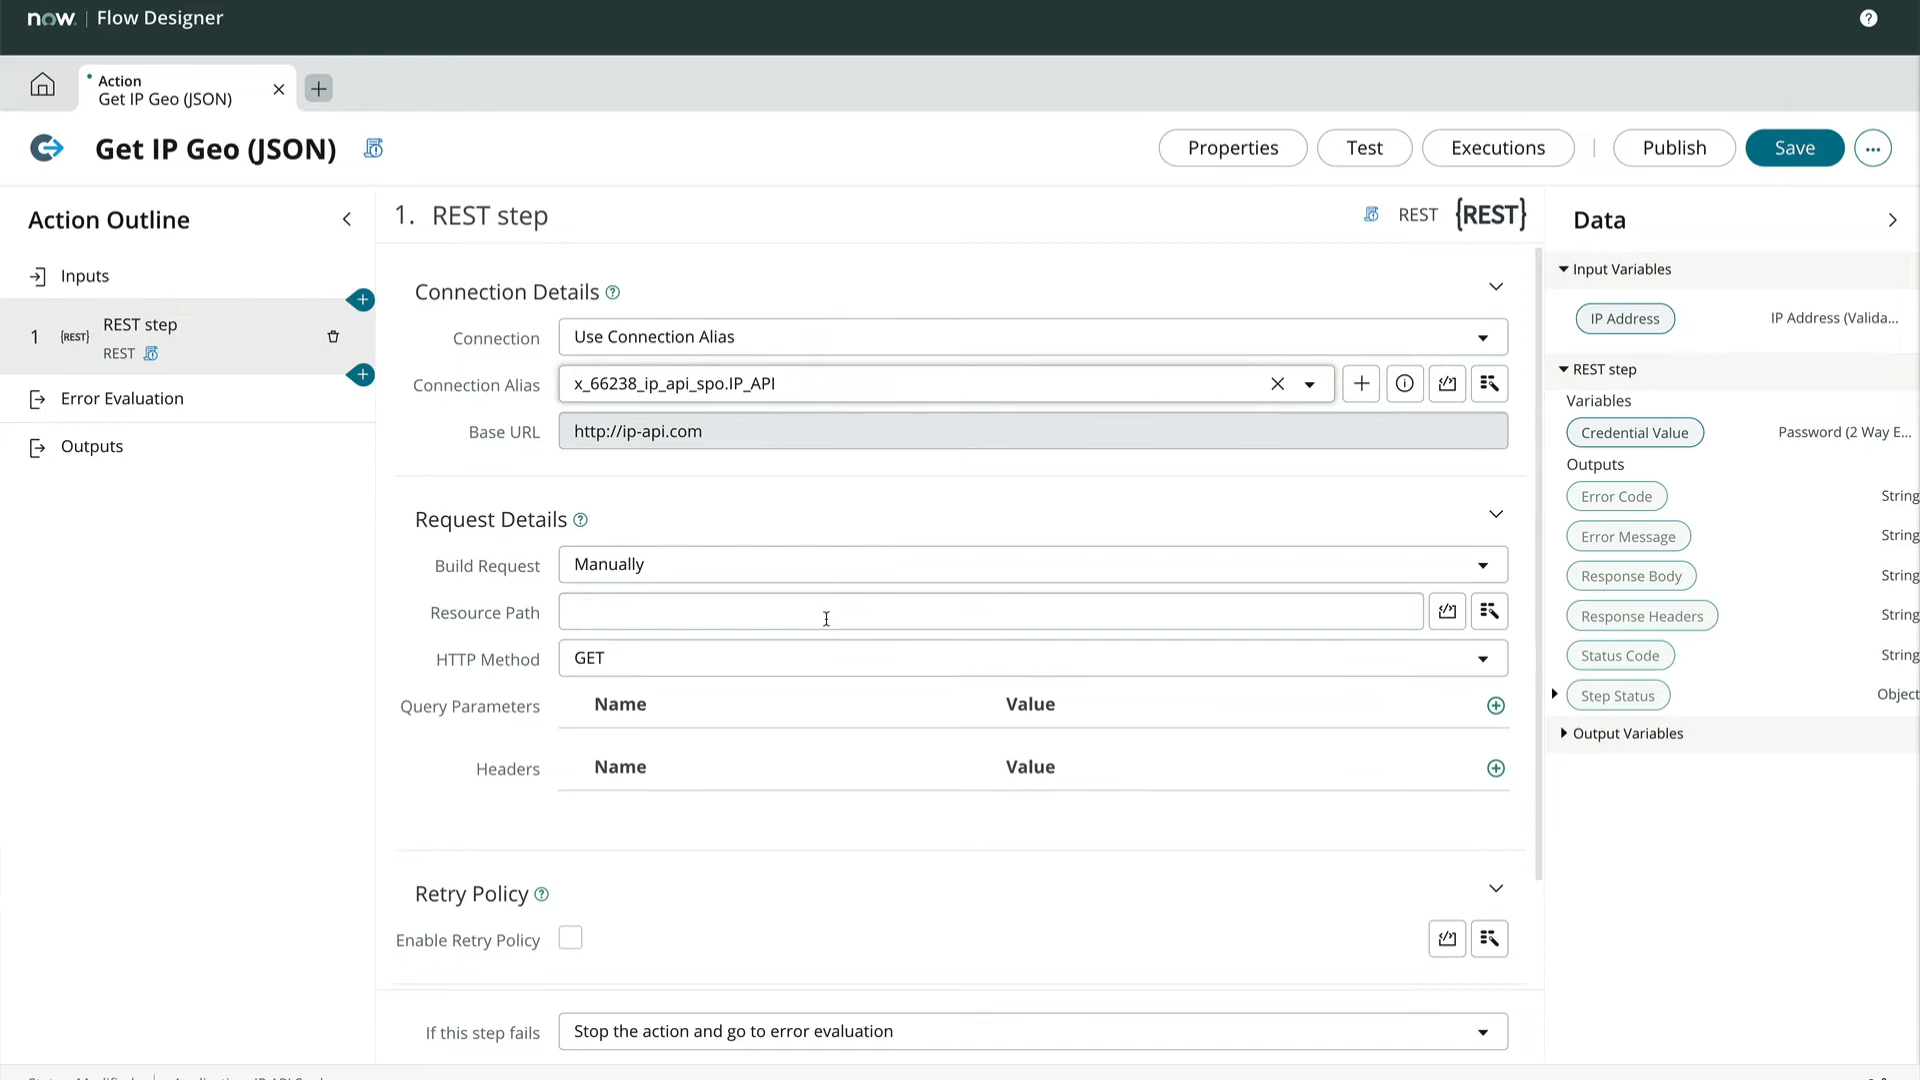 now. | Flow Designer
Action
Get IP Geo (JSON)
Get IP Geo (JSON)
Properties
Test
Executions
Publish
Save
Action Outline
Inputs
1
{REST}
REST step
REST
Error Evaluation
Outputs
1. REST step
REST {REST}
Connection Details
Connection
Use Connection Alias
Connection Alias
x_66238_ip_api_spo.IP_API
Base URL
http://ip-api.com
Request Details
Build Request
Manually
Resource Path
HTTP Method
GET
Query Parameters
Name
Value
Headers
Name
Value
Retry Policy
Enable Retry Policy
If this step fails
Stop the action and go to error evaluation
Data
Input Variables
IP Address
IP Address (Valida...
REST step
Variables
Credential Value
Password (2 Way E...
Outputs
Error Code
String
Error Message
String
Response Body
String
Response Headers
String
Status Code
String
Step Status
Object
Output Variables